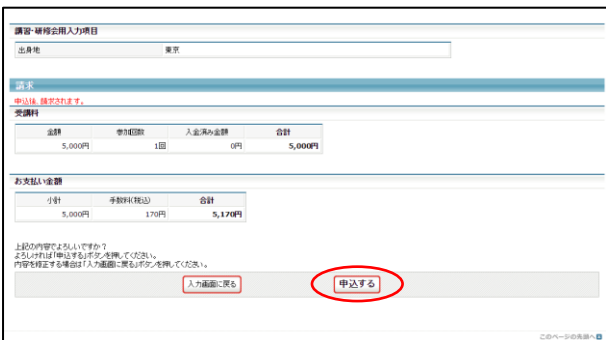 講習・研修会用入力項目
出身地 東京
請求
申込後、請求されます。
受講料
金額 参加回数 入金済み金額 合計
5,000円 1回 0円 5,000円
お支払い金額
小計 手数料(税込) 合計
5,000円 170円 5,170円
上記の内容でよろしいですか？
よろしければ「申込する」ボタンを押してください。
内容を修正する場合は「入力画面に戻る」ボタンを押してください。
入力画面に戻る 申込する
このページの先頭へ